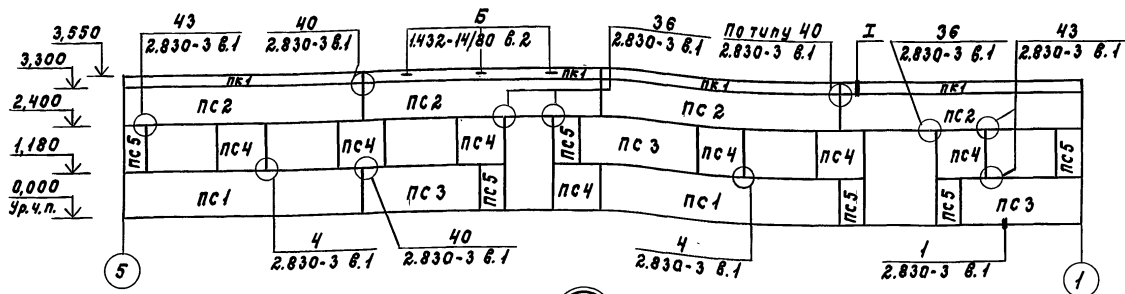 43
2.830-3 в.1
40
2.830-3 в.1
Б
1.432-14/80 в.2
36
2.830-3 в.1
По типу 40
2.830-3 в.1
I
36
2.830-3 в.1
43
2.830-3 в.1
3,550
3,300
2,400
1,180
0,000
Ур.ч.п.
ПК1
ПК1
ПК1
ПК1
ПС2
ПС2
ПС2
ПС2
ПС5
ПС4
ПС4
ПС4
ПС5
ПС3
ПС4
ПС4
ПС4
ПС5
ПС1
ПС3
ПС5
ПС4
ПС1
ПС5
ПС5
ПС3
4
2.830-3 в.1
40
2.830-3 в.1
4
2.830-3 в.1
1
2.830-3 в.1
5
1